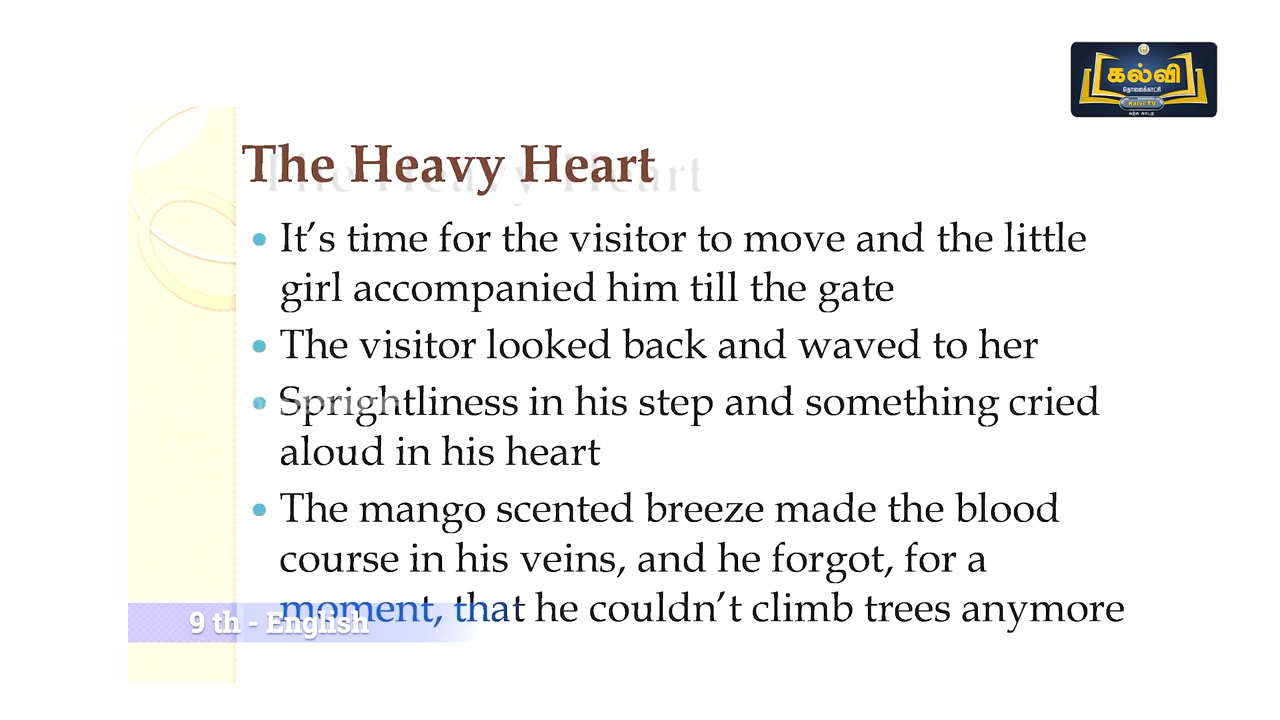 கல்வி
தொலைக்காட்சி
Kalvi TV
The Heavy Heart
• It's time for the visitor to move and the little
girl accompanied him till the gate
• The visitor looked back and waved to her
• Sprightliness in his step and something cried
aloud in his heart
• The mango scented breeze made the blood
course in his veins, and he forgot, for a
moment, that he couldn't climb trees anymore
9 th - English